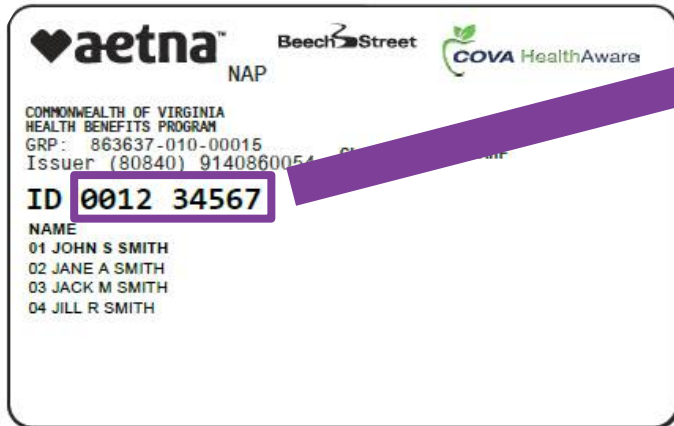 aetna™
NAP
Beech Street
COVA HealthAware
COMMONWEALTH OF VIRGINIA
HEALTH BENEFITS PROGRAM
GRP: 863637-010-00015
Issuer (80840) 9140860054
ID 0012 34567
NAME
01 JOHN S SMITH
02 JANE A SMITH
03 JACK M SMITH
04 JILL R SMITH